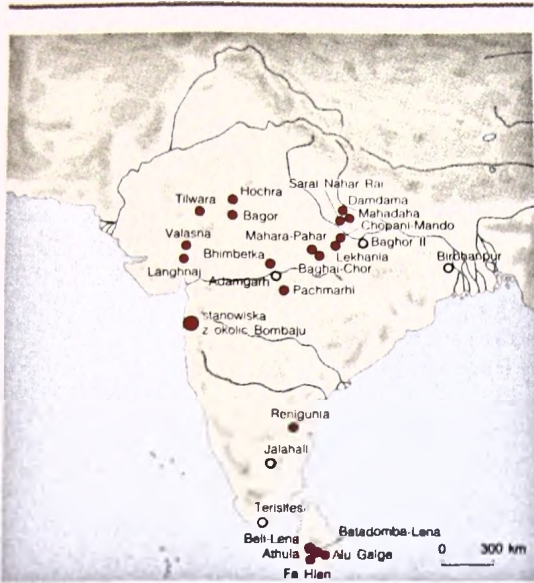 Sarai Nahar Rai
Hochra
Damdama
Tilwara
Mahadaha
Bagor
Chopani-Mando
Valasna
Mahara-Pahar
Baghor II
Bhimbetka
Lekhania
Birbhanpur
Langhnaj
Baghai-Chor
Adamgarh
Pachmarhi
stanowiska
z okolic Bombaju
Renigunia
Jalahall
Terisites
Batadomba-Lena
Beli-Lena
Athula
Alu Galge
0 300 km
Fa Hien